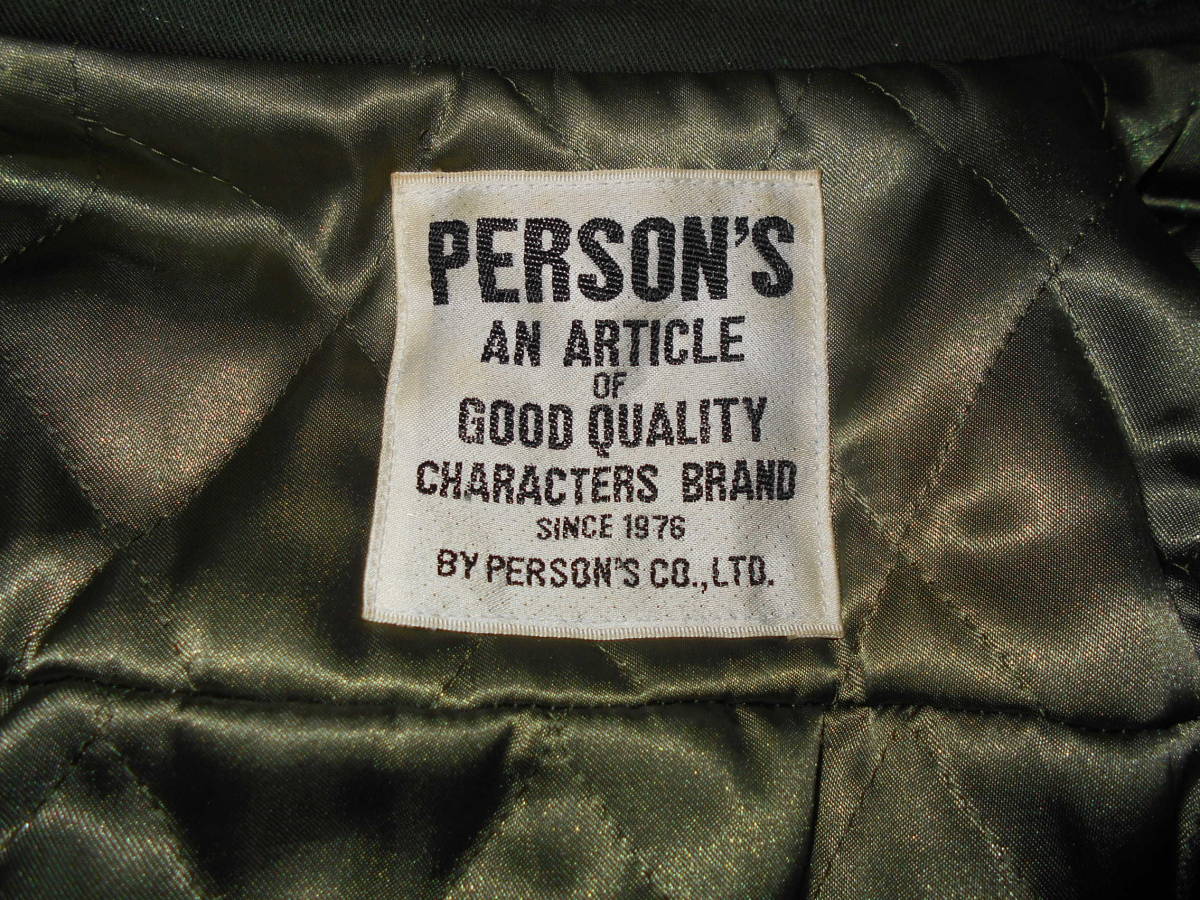 PERSON'S
AN ARTICLE
OF
GOOD QUALITY
CHARACTERS BRAND
SINCE 1976
BY PERSON'S CO.,LTD.